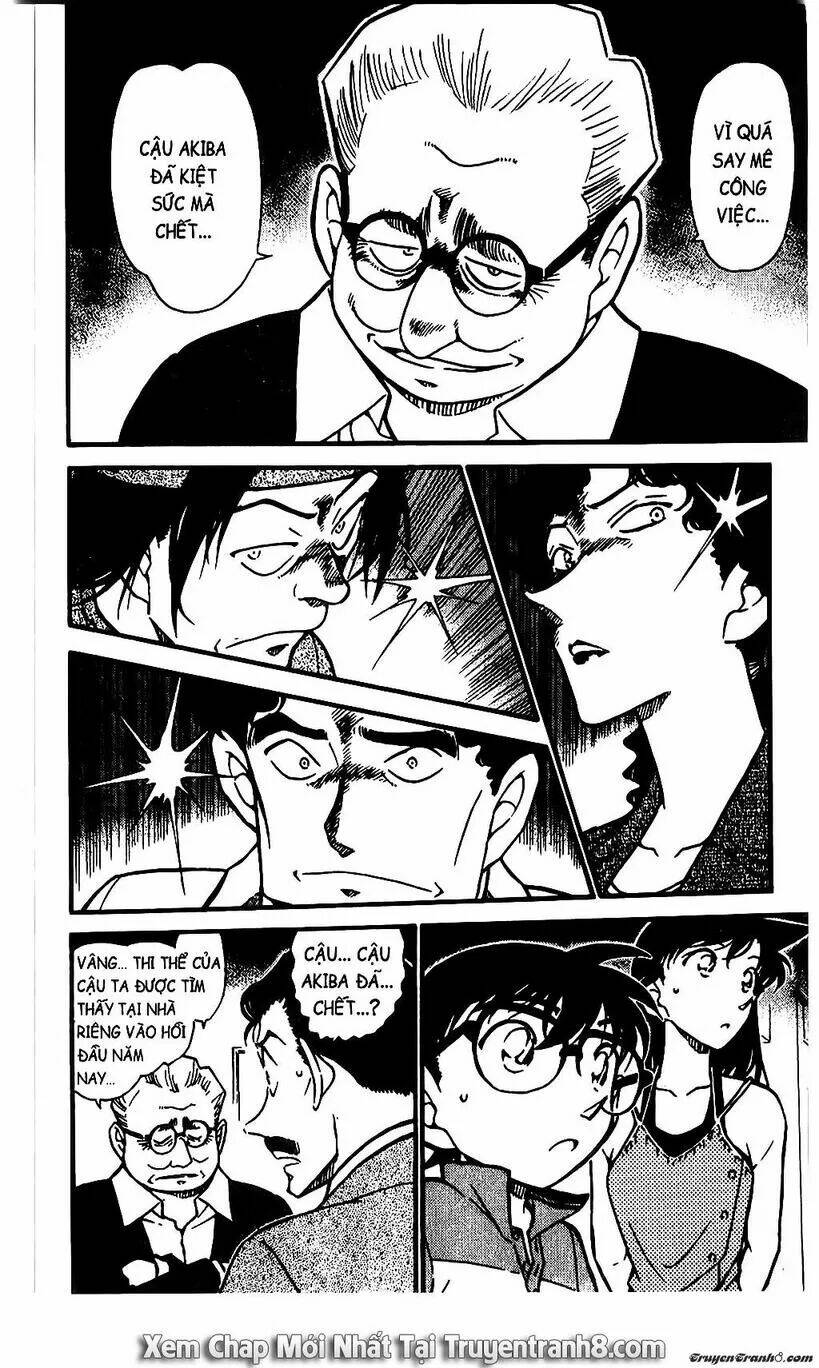 VÌ QUÁ
SAY MÊ
CÔNG
VIỆC...
CẬU AKIBA
ĐÃ KIỆT
SỨC MÀ
CHẾT...
CẬU... CẬU
AKIBA ĐÃ...
CHẾT...?
VÂNG... THI THỂ CỦA
CẬU TA ĐƯỢC TÌM
THẤY TẠI NHÀ
RIÊNG VÀO HỒI
ĐẦU NĂM
NAY...
Xem Chap Mới Nhất Tại Truyentranh8.com
TruyenTranh8.com